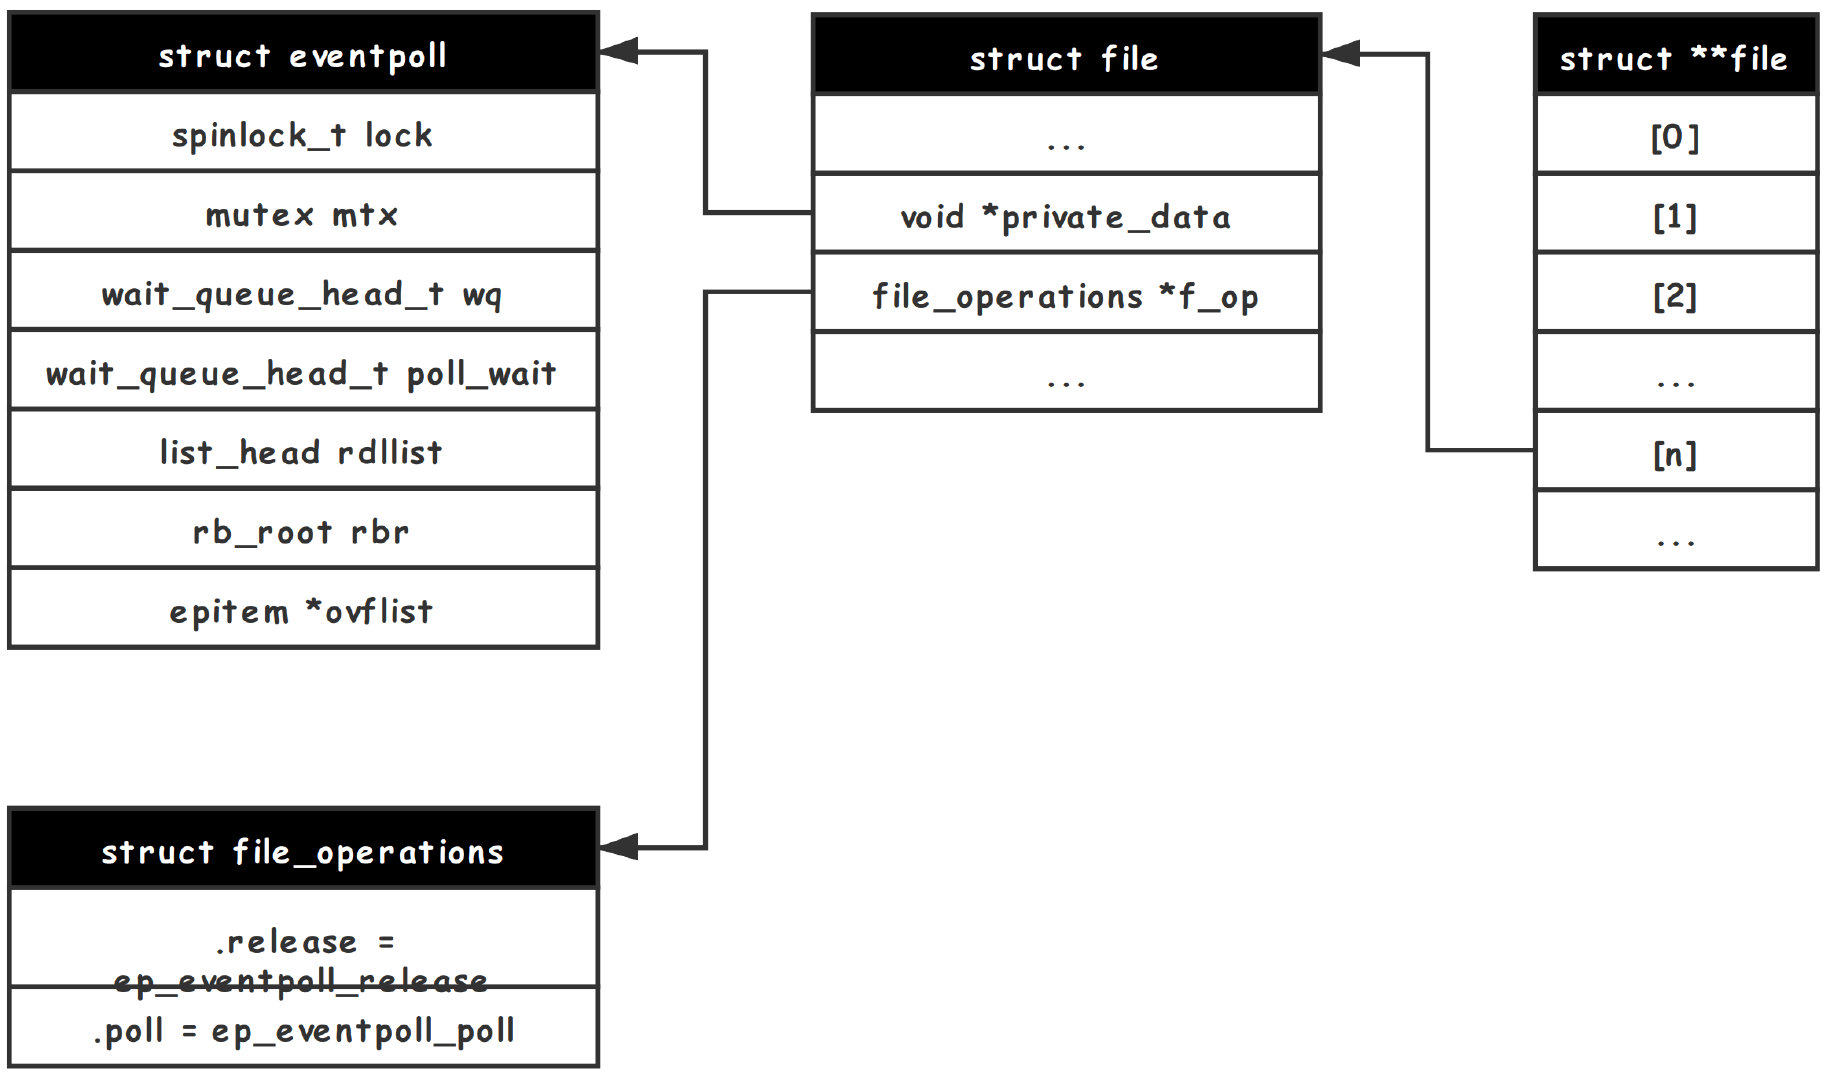 struct eventpoll
spinlock_t lock
mutex mtx
wait_queue_head_t wq
wait_queue_head_t poll_wait
list_head rdllist
rb_root rbr
epitem *ovflist
struct file
...
void *private_data
file_operations *f_op
...
struct **file
[0]
[1]
[2]
...
[n]
...
struct file_operations
.release =
ep_eventpoll_release
.poll = ep_eventpoll_poll